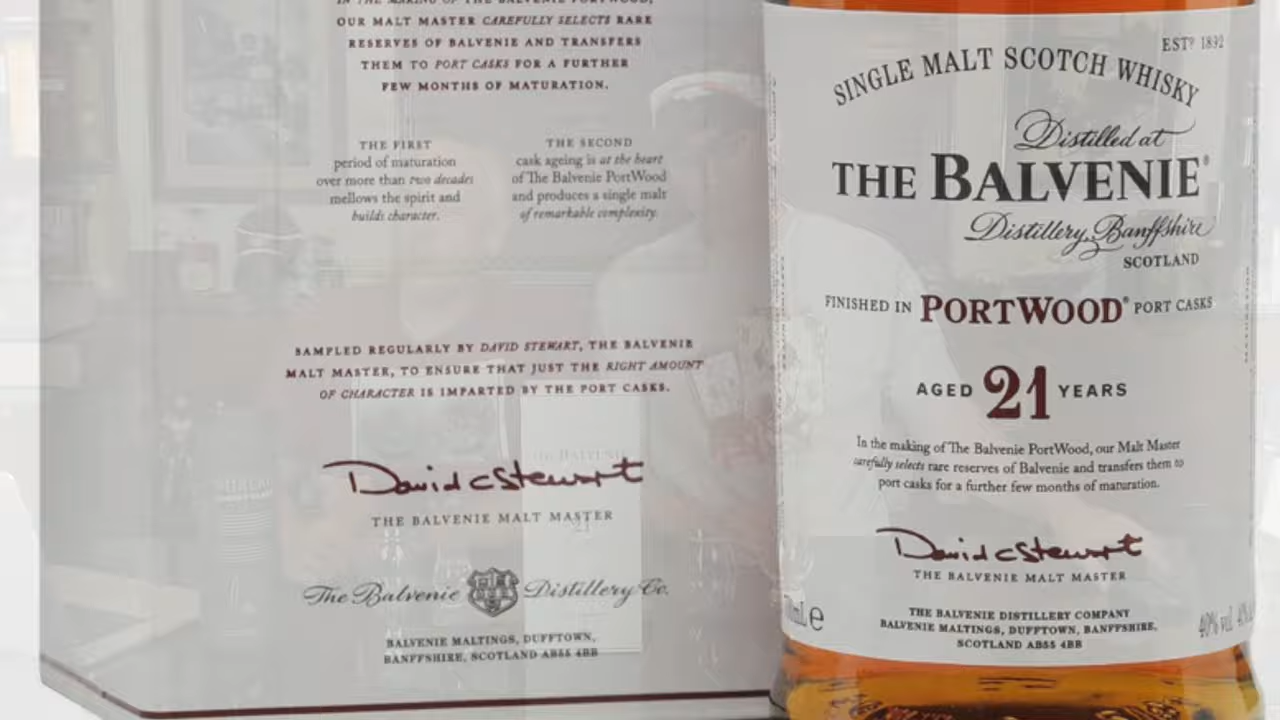 IN THE MAKING OF THE BALVENIE PORTWOOD,
OUR MALT MASTER CAREFULLY SELECTS RARE
RESERVES OF BALVENIE AND TRANSFERS
THEM TO PORT CASKS FOR A FURTHER
FEW MONTHS OF MATURATION.
THE FIRST
period of maturation
over more than two decades
mellows the spirit and
builds character.
THE SECOND
cask ageing is at the heart
of The Balvenie PortWood
and produces a single malt
of remarkable complexity.
SAMPLED REGULARLY BY DAVID STEWART, THE BALVENIE
MALT MASTER, TO ENSURE THAT JUST THE RIGHT AMOUNT
OF CHARACTER IS IMPARTED BY THE PORT CASKS.
David C Stewart
THE BALVENIE MALT MASTER
The Balvenie Distillery Co.
BALVENIE MALTINGS, DUFFTOWN,
BANFFSHIRE, SCOTLAND AB55 4BB
ESTD 1892
SINGLE MALT SCOTCH WHISKY
Distilled at
THE BALVENIE®
Distillery, Banffshire
SCOTLAND
FINISHED IN PORTWOOD® PORT CASKS
AGED 21 YEARS
In the making of The Balvenie PortWood, our Malt Master
carefully selects rare reserves of Balvenie and transfers them to
port casks for a further few months of maturation.
David C Stewart
THE BALVENIE MALT MASTER
THE BALVENIE DISTILLERY COMPANY
BALVENIE MALTINGS, DUFFTOWN, BANFFSHIRE,
SCOTLAND AB55 4BB
40% vol